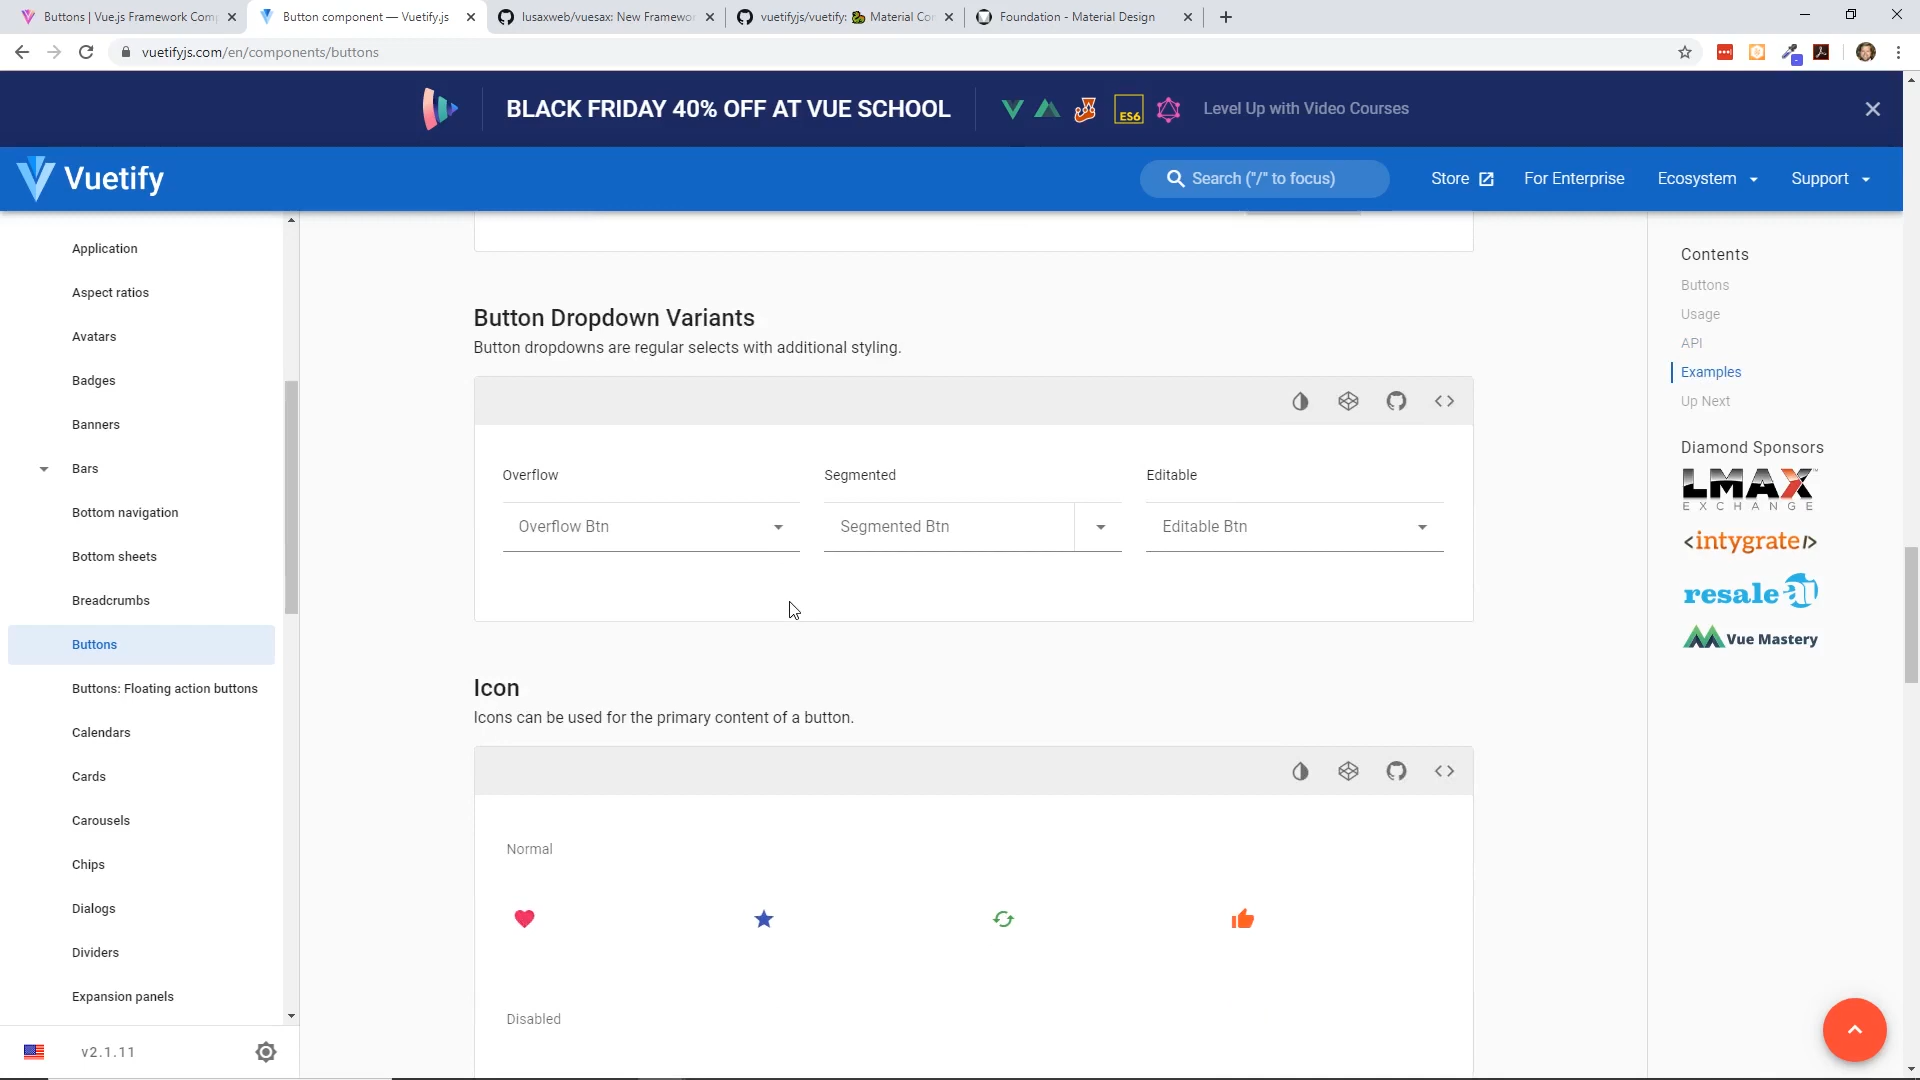 Buttons | Vue.js Framework Com
Button component — Vuetify.js
lusaxweb/vuesax: New Framewo
vuetifyjs/vuetify: 🐉 Material Co
Foundation - Material Design
vuetifyjs.com/en/components/buttons
BLACK FRIDAY 40% OFF AT VUE SCHOOL
ES6
Level Up with Video Courses
Vuetify
Search ("/" to focus)
Store
For Enterprise
Ecosystem
Support
Application
Aspect ratios
Avatars
Badges
Banners
Bars
Bottom navigation
Bottom sheets
Breadcrumbs
Buttons
Buttons: Floating action buttons
Calendars
Cards
Carousels
Chips
Dialogs
Dividers
Expansion panels
v2.1.11
Button Dropdown Variants
Button dropdowns are regular selects with additional styling.
Overflow
Segmented
Editable
Overflow Btn
Segmented Btn
Editable Btn
Icon
Icons can be used for the primary content of a button.
Normal
Disabled
Contents
Buttons
Usage
API
Examples
Up Next
Diamond Sponsors
LMAX
EXCHANGE
<intygrate/>
resale ai
Vue Mastery